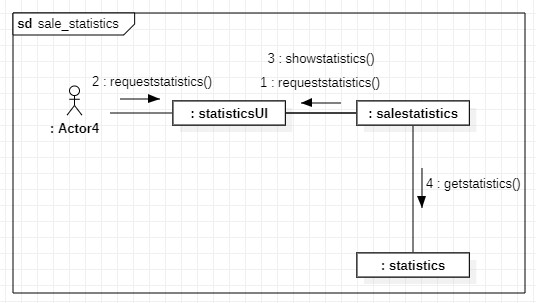 sd sale_statistics
3 : showstatistics()
2 : requeststatistics()
1 : requeststatistics()
: statisticsUI
: salestatistics
: Actor4
4 : getstatistics()
: statistics